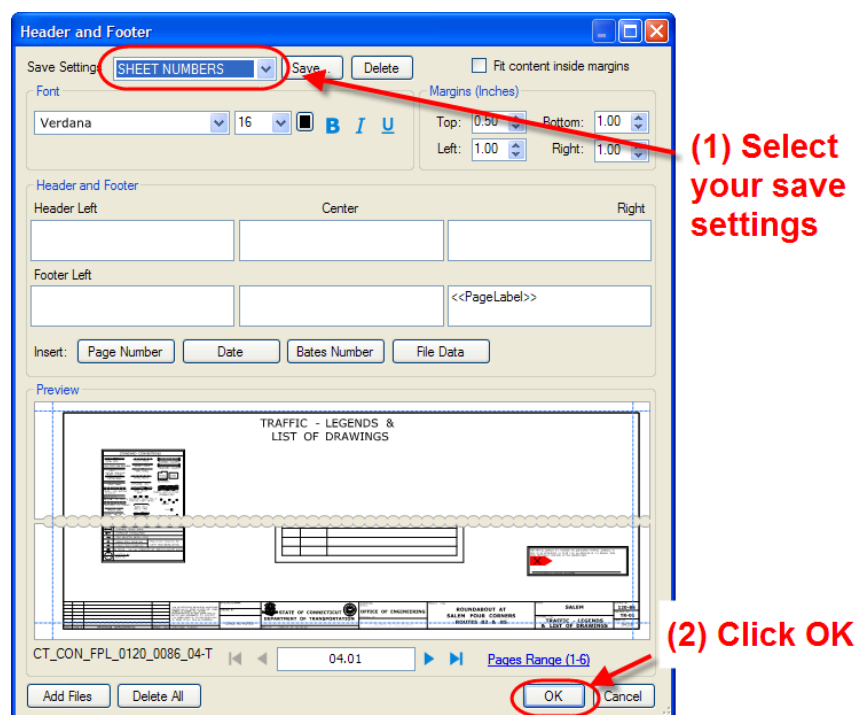 Header and Footer
Save Setting SHEET NUMBERS Save... Delete Fit content inside margins
Font
Verdana 16 B I U
Margins (Inches)
Top: 0.50 Bottom: 1.00
Left: 1.00 Right: 1.00
(1) Select
your save
settings
Header and Footer
Header Left Center Right
Footer Left
<<PageLabel>>
Insert: Page Number Date Bates Number File Data
Preview
TRAFFIC - LEGENDS &
LIST OF DRAWINGS
STATE OF CONNECTICUT
DEPARTMENT OF TRANSPORTATION
OFFICE OF ENGINEERING
ROUNDABOUT AT
SALEM FOUR CORNERS
ROUTES 82 & 85
SALEM
TRAFFIC - LEGENDS
& LIST OF DRAWINGS
(2) Click OK
CT_CON_FPL_0120_0086_04-T 04.01 Pages Range (1-6)
Add Files Delete All OK Cancel